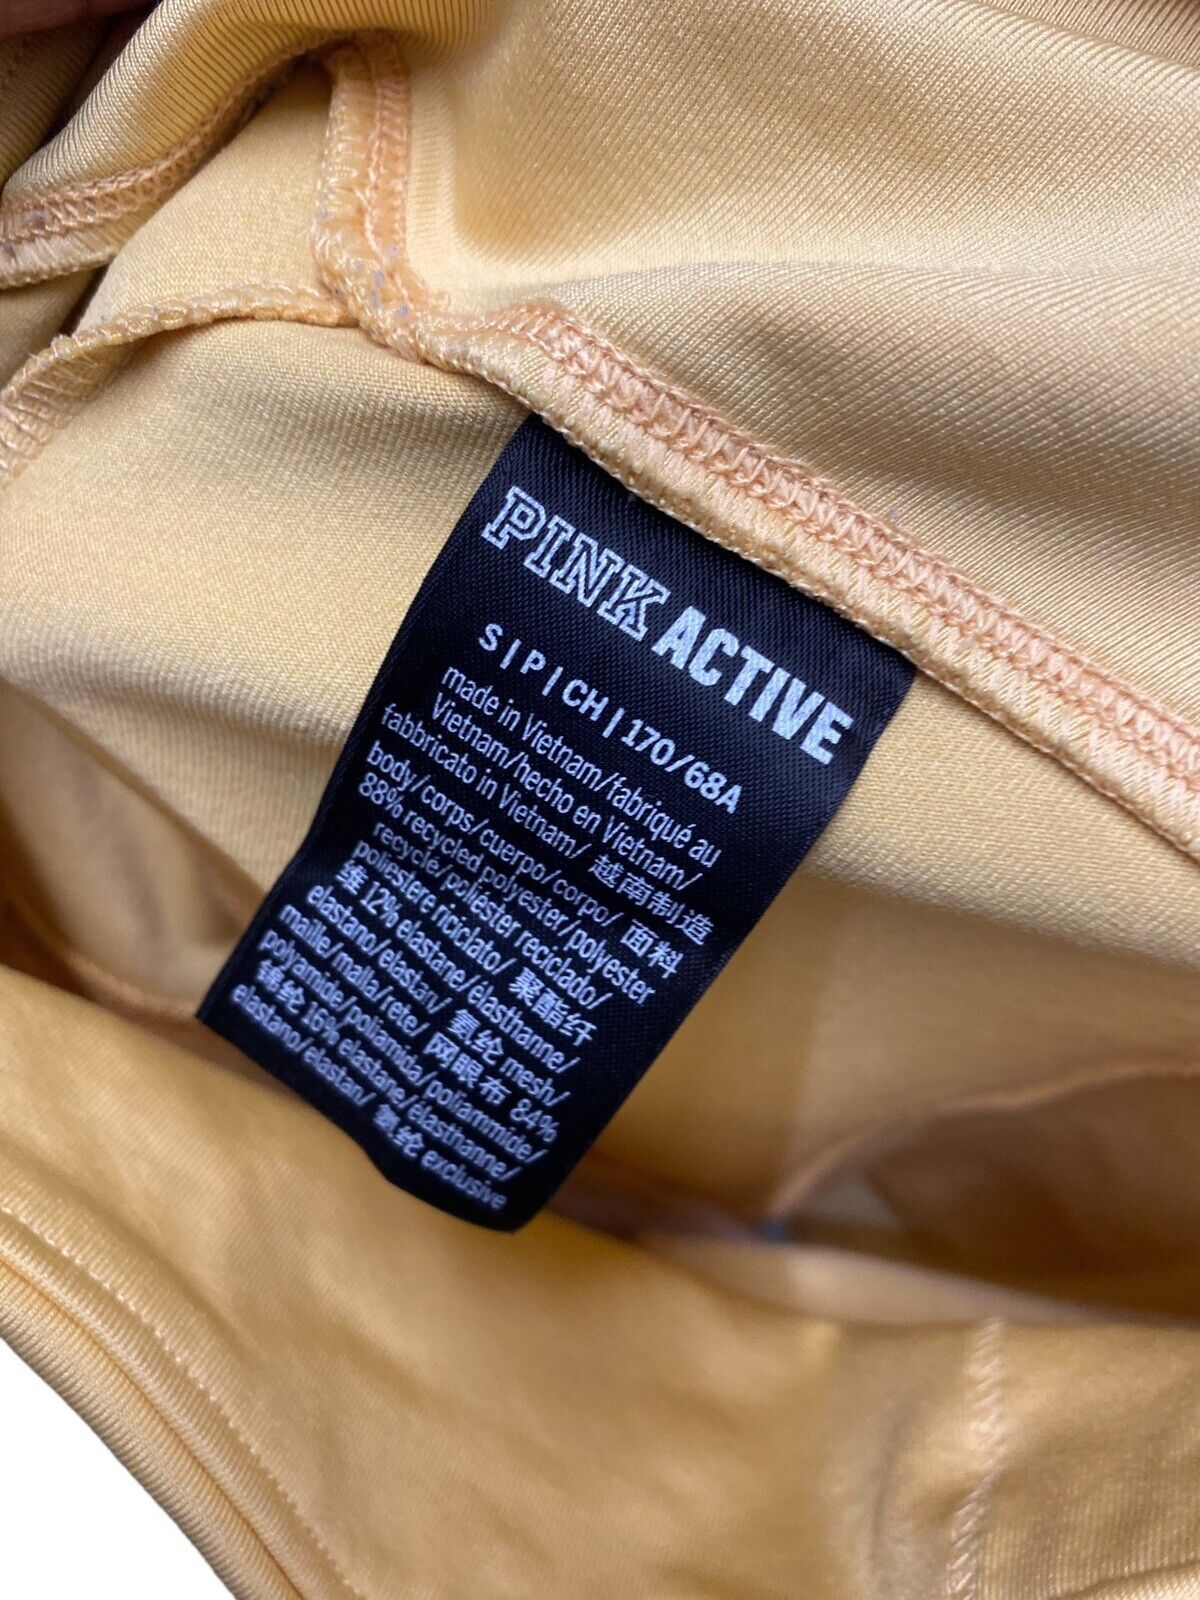 PINK ACTIVE
S | P | CH | 170/68A
made in Vietnam/fabriqué au
Vietnam/hecho en Vietnam/
fabbricato in Vietnam/ 越南制造
body/corps/cuerpo/corpo/ 面料
88% recycled polyester/polyester
recyclé/poliéster reciclado/
poliestere riciclato/ 聚酯纤
维 12% elastane/élasthanne/
elastano/elastan/ 氨纶 mesh/
maille/malla/rete/ 网眼布 84%
polyamide/poliamida/poliammide/
锦纶 16% elastane/élasthanne/
elastano/elastan/ 氨纶 exclusive